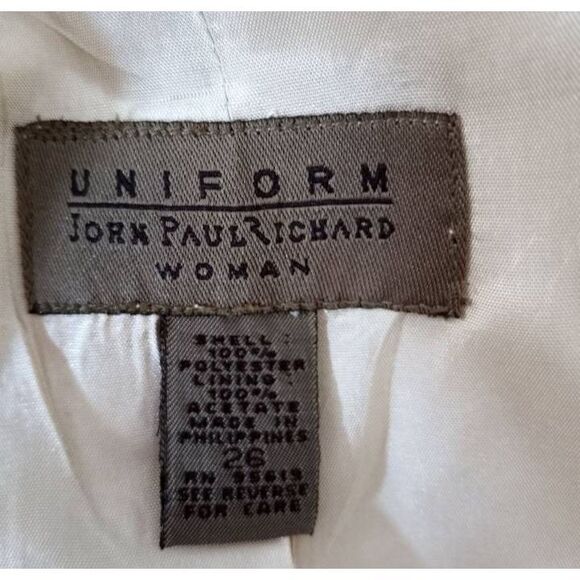 UNIFORM
JOHN PAUL RICHARD
WOMAN
SHELL:
100%
POLYESTER
LINING:
100%
ACETATE
MADE IN
PHILIPPINES
26
RN 95619
SEE REVERSE
FOR CARE